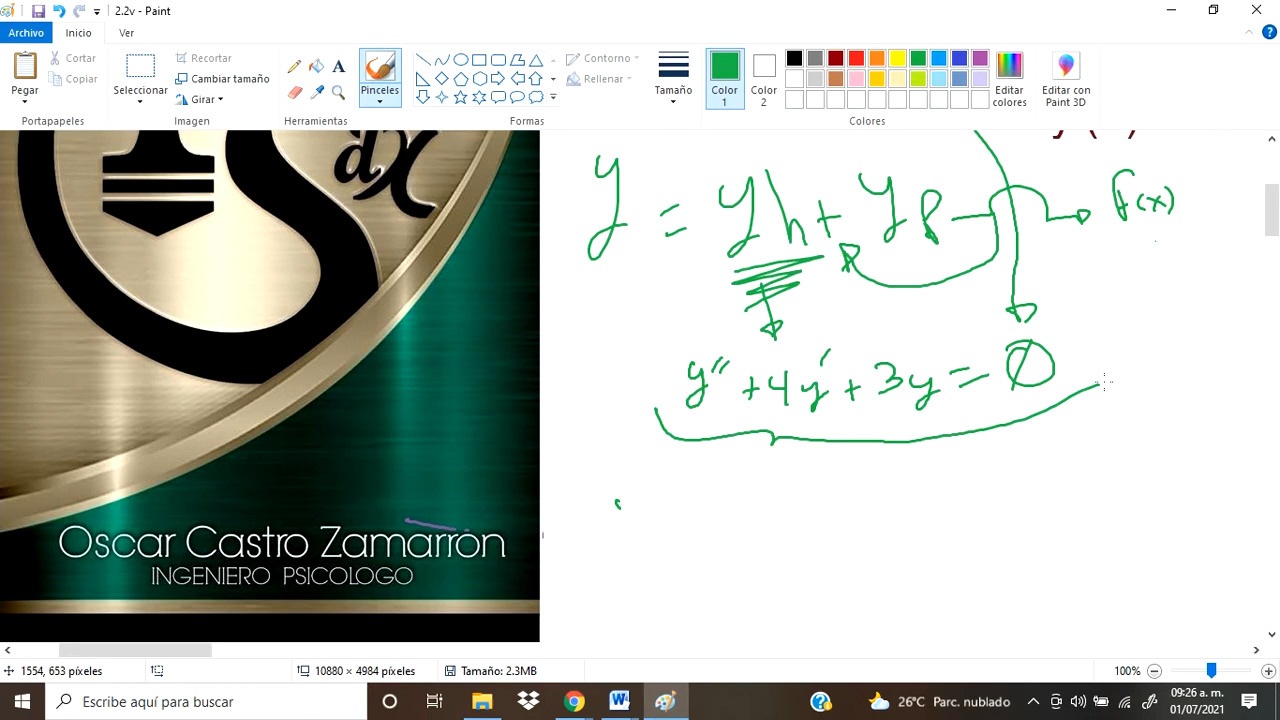 2.2v - Paint
Archivo Inicio Ver
Pegar
Cortar
Copiar
Portapapeles
Seleccionar
Recortar
Cambiar tamaño
Girar
Imagen
A
Herramientas
Pinceles
Contorno
Rellenar
Formas
Tamaño
Color 1
Color 2
Editar colores
Editar con Paint 3D
Colores
dx
y = yh + yp f(x)
y'' + 4y' + 3y = 0
Oscar Castro Zamarrón
INGENIERO PSICOLOGO
1554, 653 píxeles 10880 × 4984 píxeles Tamaño: 2.3MB 100%
Escribe aquí para buscar
26°C Parc. nublado
09:26 a. m.
01/07/2021